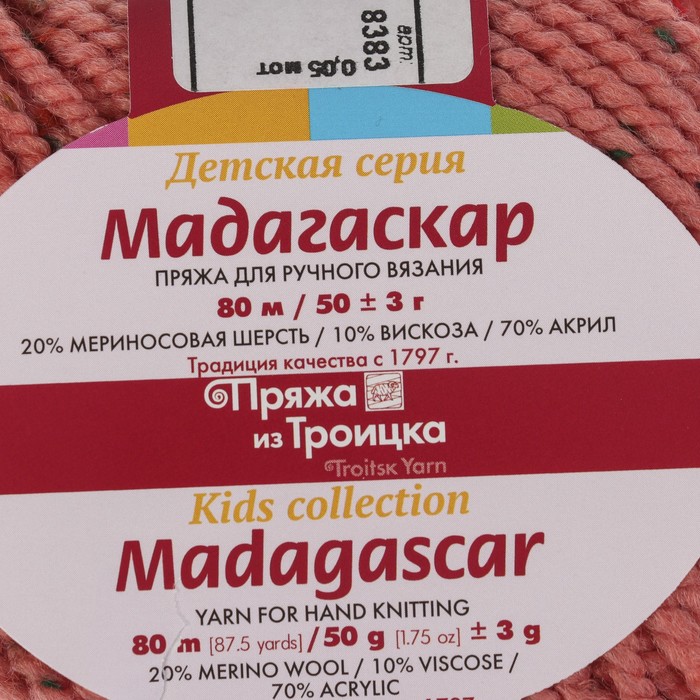 арт:
8383
0,05 мот
Детская серия
Мадагаскар
ПРЯЖА ДЛЯ РУЧНОГО ВЯЗАНИЯ
80 м / 50 ± 3 г
20% МЕРИНОСОВАЯ ШЕРСТЬ / 10% ВИСКОЗА / 70% АКРИЛ
Традиция качества с 1797 г.
Пряжа
из Троицка
Troitsk Yarn
Kids collection
Madagascar
YARN FOR HAND KNITTING
80 m [87.5 yards] / 50 g [1.75 oz] ± 3 g
20% MERINO WOOL / 10% VISCOSE /
70% ACRYLIC